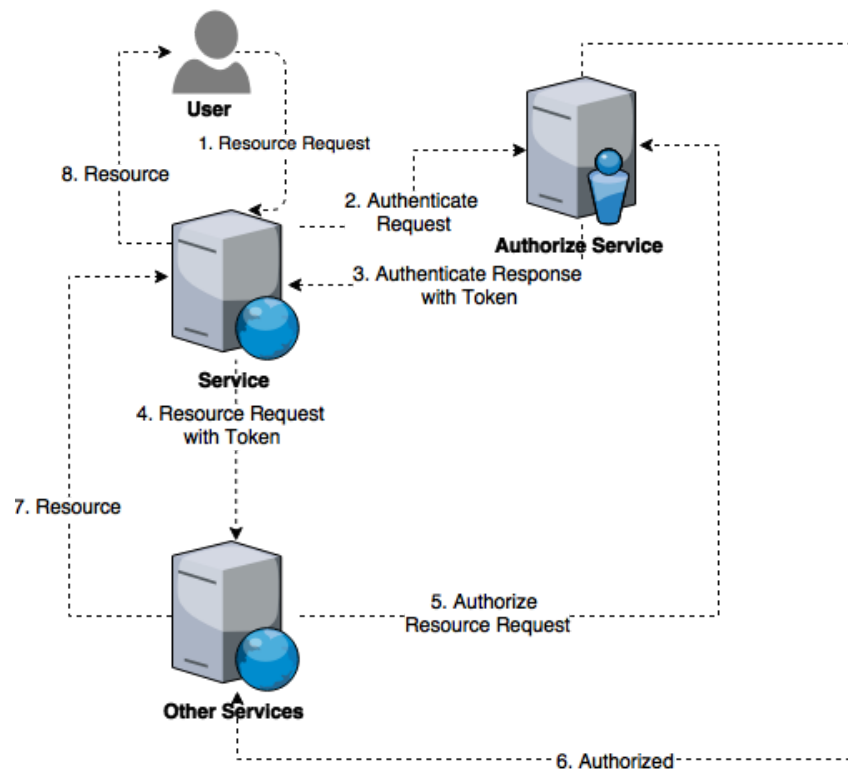 User
1. Resource Request
8. Resource
2. Authenticate
Request
Authorize Service
3. Authenticate Response
with Token
Service
4. Resource Request
with Token
7. Resource
5. Authorize
Resource Request
Other Services
6. Authorized